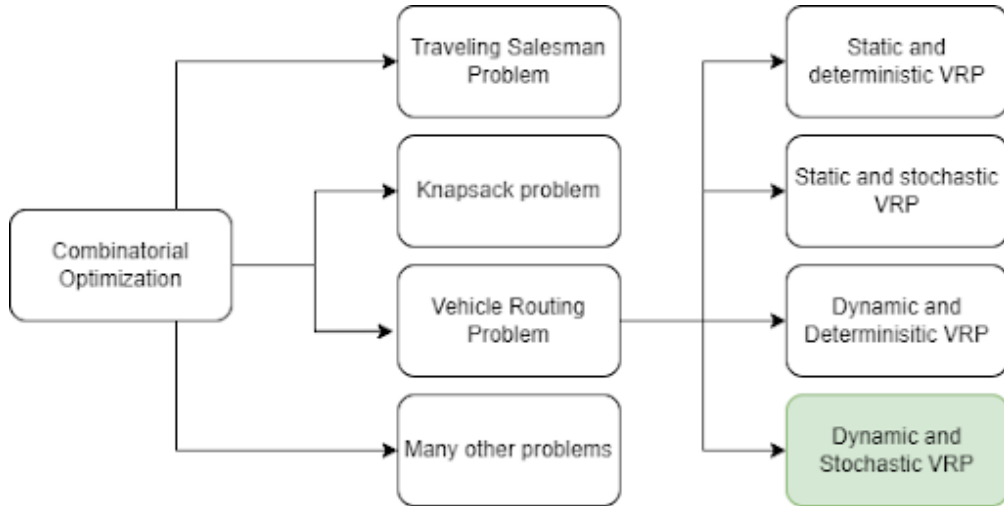 Combinatorial
Optimization
Traveling Salesman
Problem
Knapsack problem
Vehicle Routing
Problem
Many other problems
Static and
deterministic VRP
Static and stochastic
VRP
Dynamic and
Determinisitic VRP
Dynamic and
Stochastic VRP